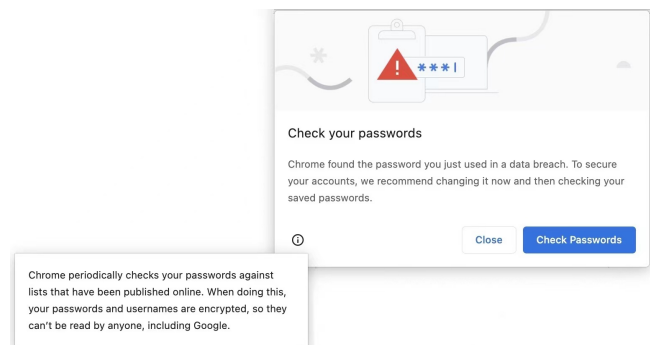 ***|
Check your passwords
Chrome found the password you just used in a data breach. To secure
your accounts, we recommend changing it now and then checking your
saved passwords.
Close Check Passwords
Chrome periodically checks your passwords against
lists that have been published online. When doing this,
your passwords and usernames are encrypted, so they
can’t be read by anyone, including Google.